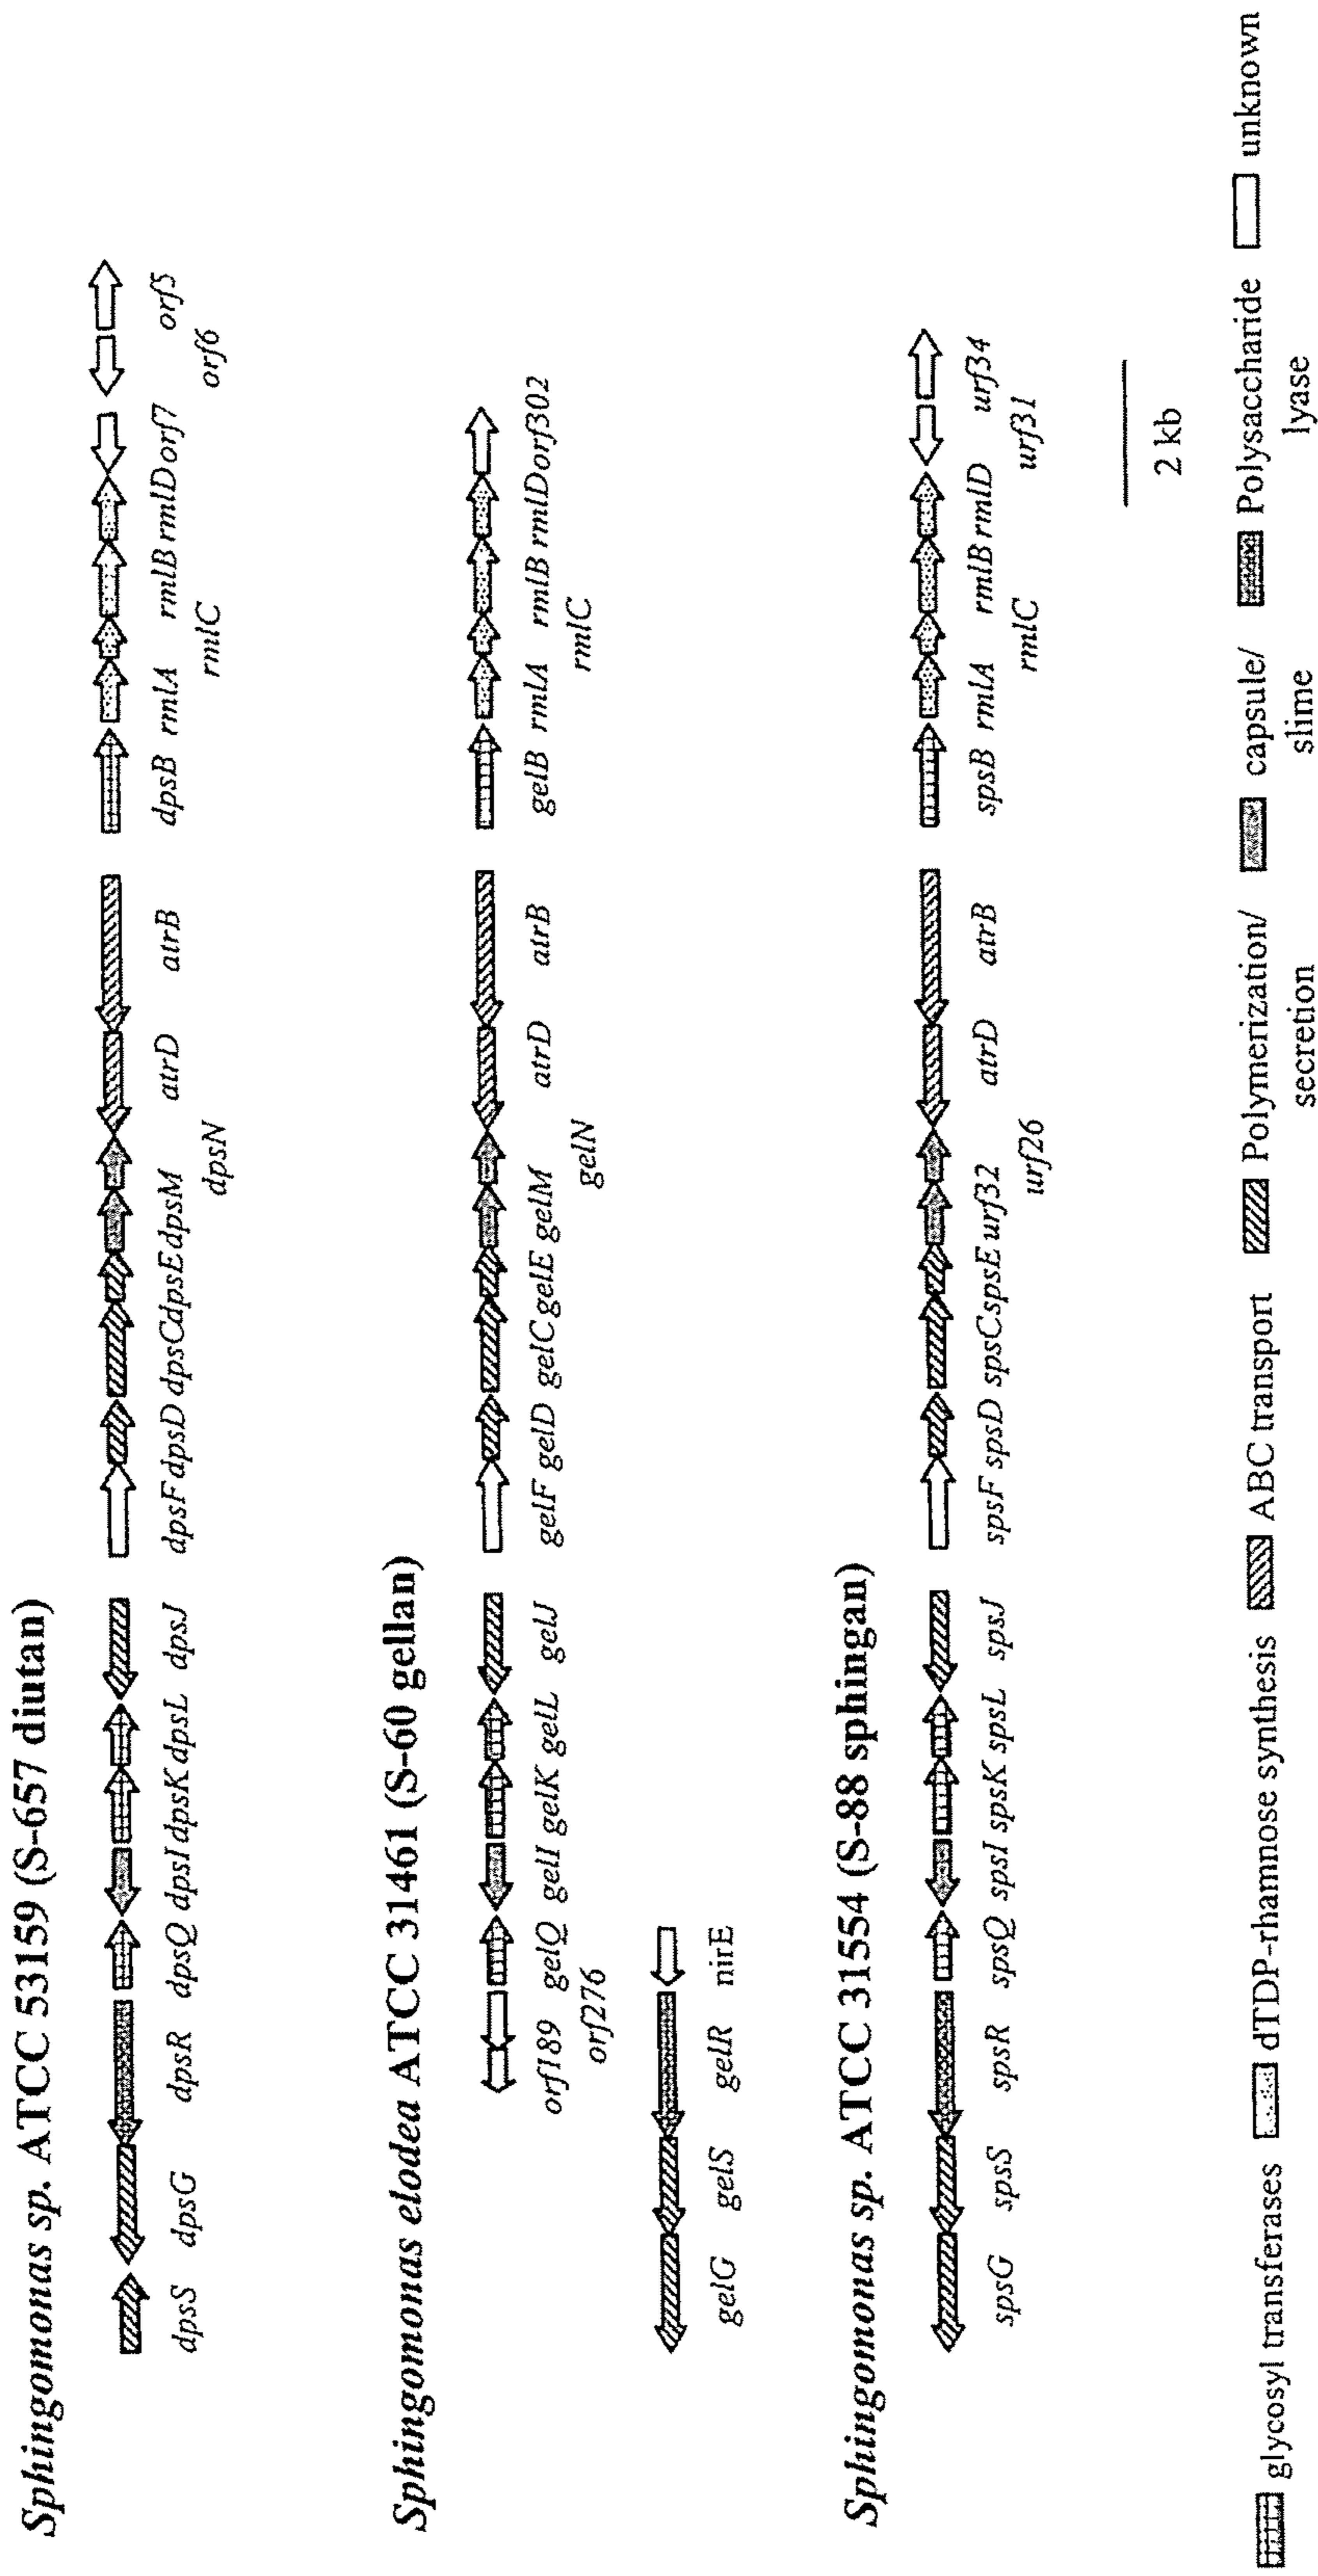 Sphingomonas sp. ATCC 53159 (S-657 diutan)
dpsS dpsG dpsR dpsQ dpsI dpsK dpsL dpsJ dpsF dpsD dpsC dpsE dpsM atrD atrB dpsB rmlA rmlB rmlD orf7 orf5
dpsN rmlC orf6
Sphingomonas elodea ATCC 31461 (S-60 gellan)
orf189 gelQ gelI gelK gelL gelJ gelF gelD gelC gelE gelM atrD atrB gelB rmlA rmlB rmlD orf302
orf276 gelN rmlC
gelG gelS gelR nirE
Sphingomonas sp. ATCC 31554 (S-88 sphingan)
spsG spsS spsR spsQ spsI spsK spsL spsJ spsF spsD spsC spsE urf32 atrD atrB spsB rmlA rmlB rmlD urf34
urf26 rmlC urf31
2 kb
glycosyl transferases dTDP-rhamnose synthesis ABC transport Polymerization/ capsule/ Polysaccharide unknown
secretion slime lyase